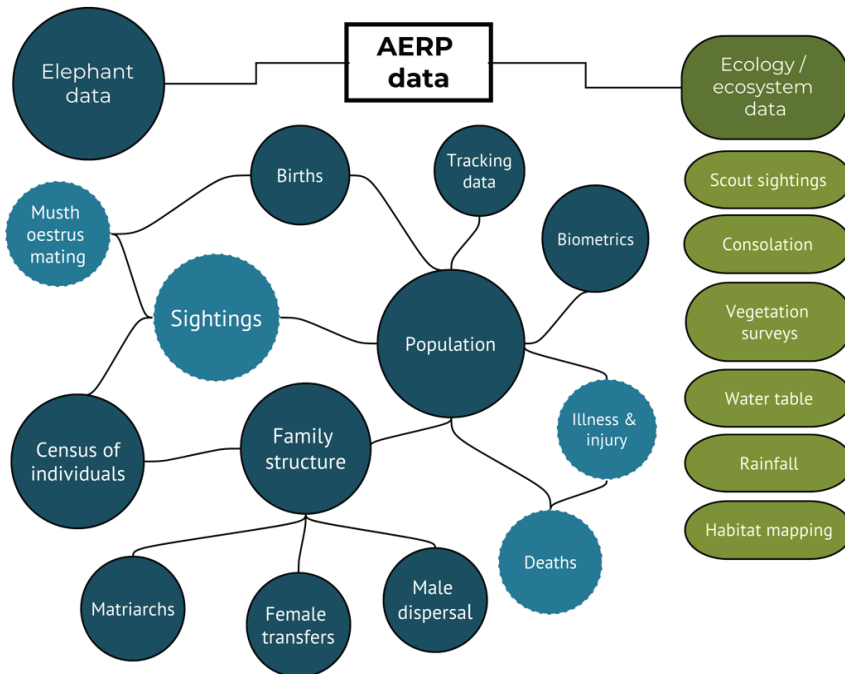 AERP
data
Elephant
data
Ecology /
ecosystem
data
Births
Tracking
data
Scout sightings
Musth
oestrus
mating
Biometrics
Consolation
Sightings
Population
Vegetation
surveys
Census of
individuals
Family
structure
Illness &
injury
Water table
Rainfall
Habitat mapping
Deaths
Matriarchs
Female
transfers
Male
dispersal